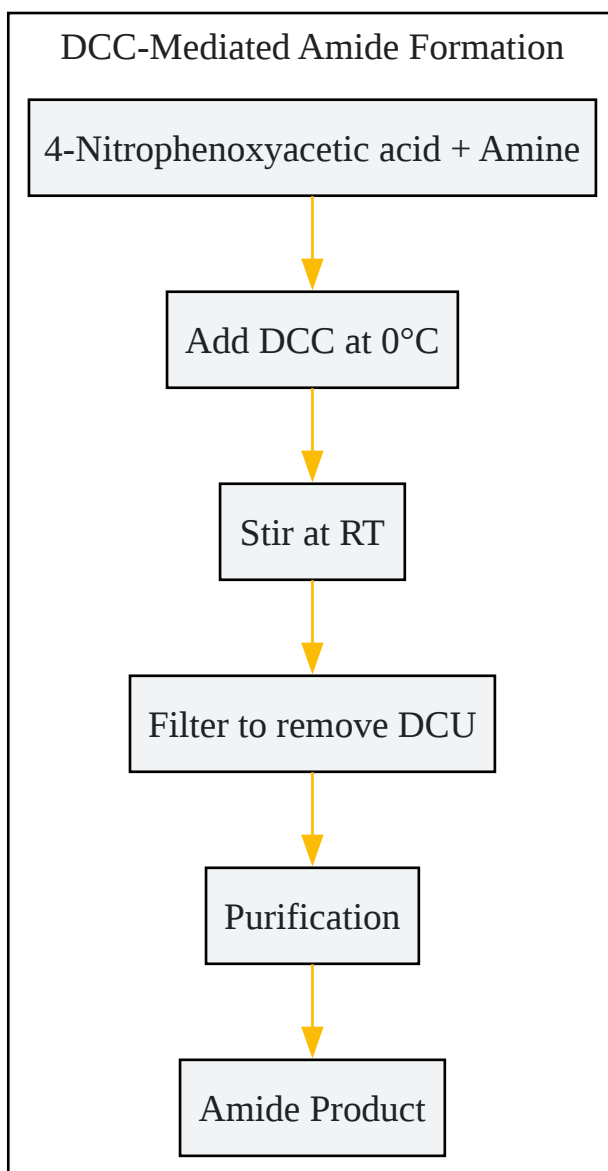 DCC-Mediated Amide Formation
4-Nitrophenoxyacetic acid + Amine
Add DCC at 0°C
Stir at RT
Filter to remove DCU
Purification
Amide Product